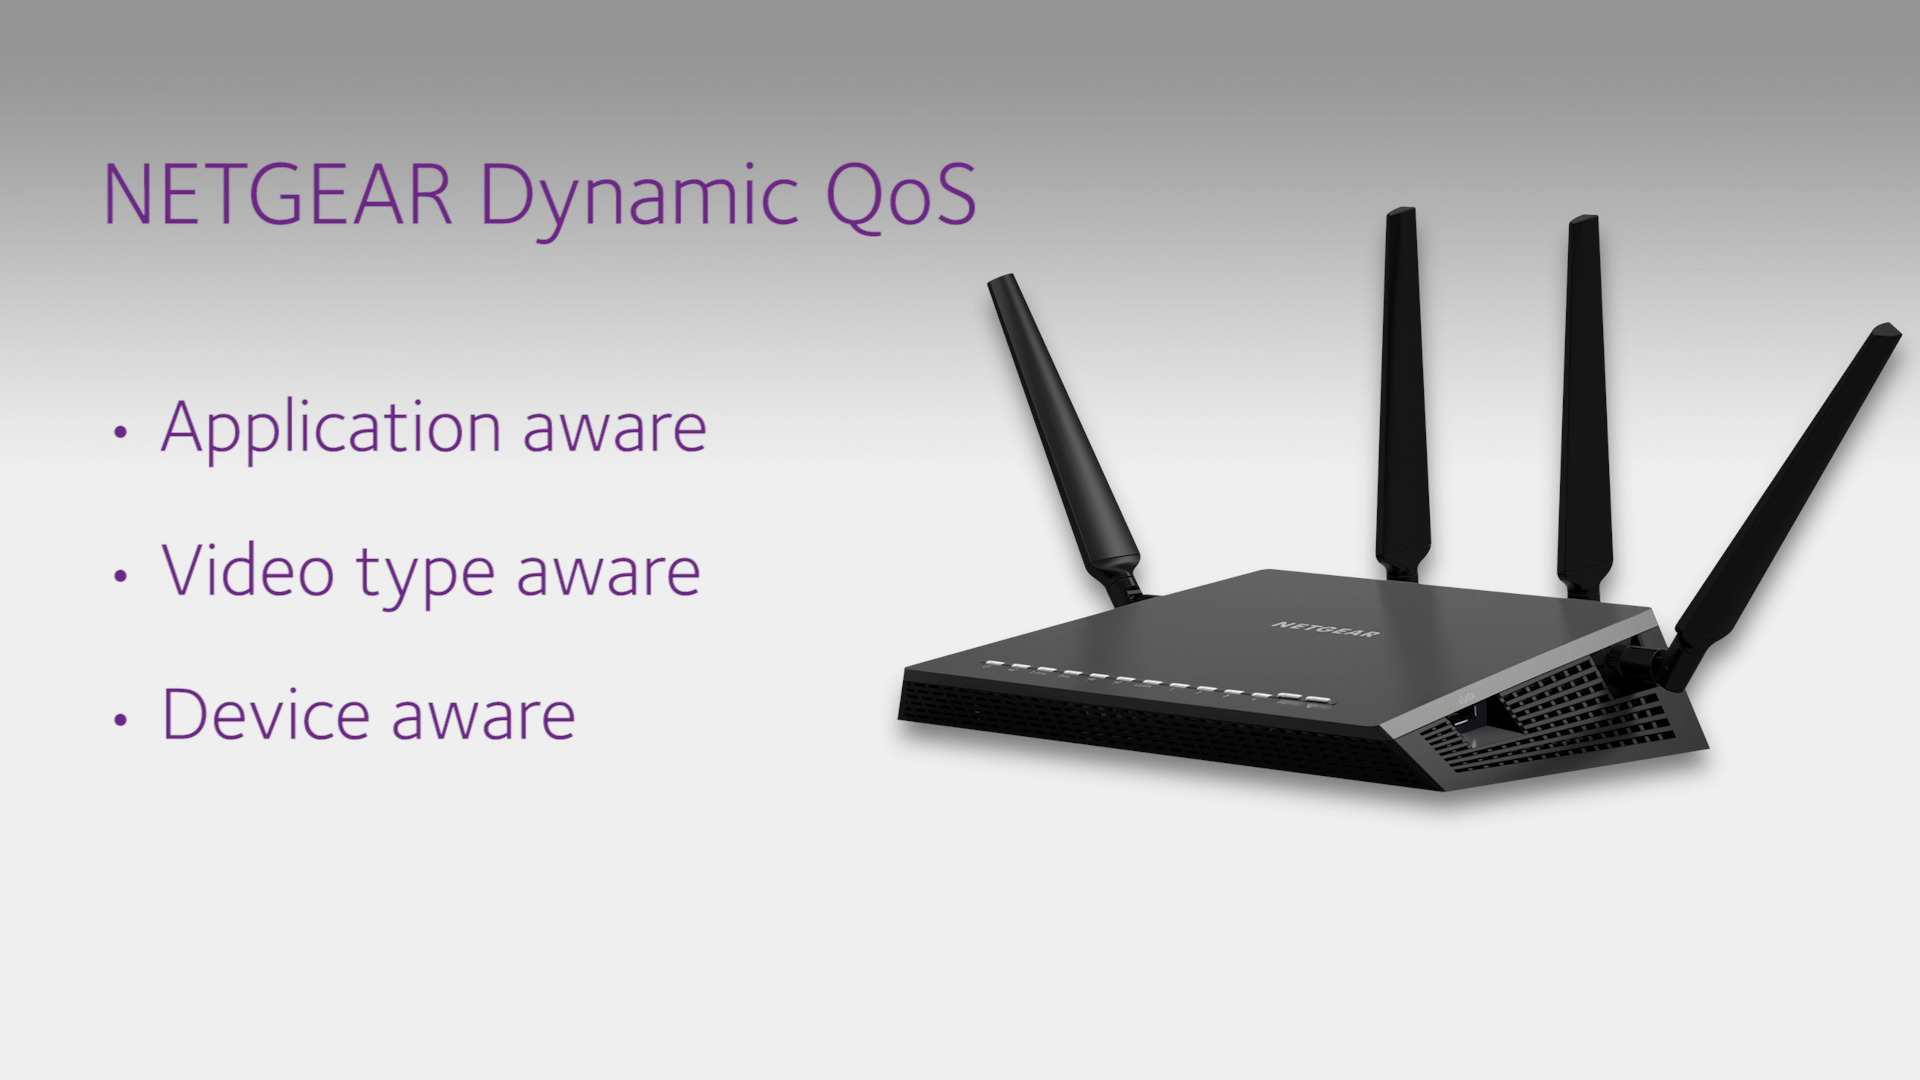 NETGEAR Dynamic QoS
• Application aware
• Video type aware
• Device aware
NETGEAR